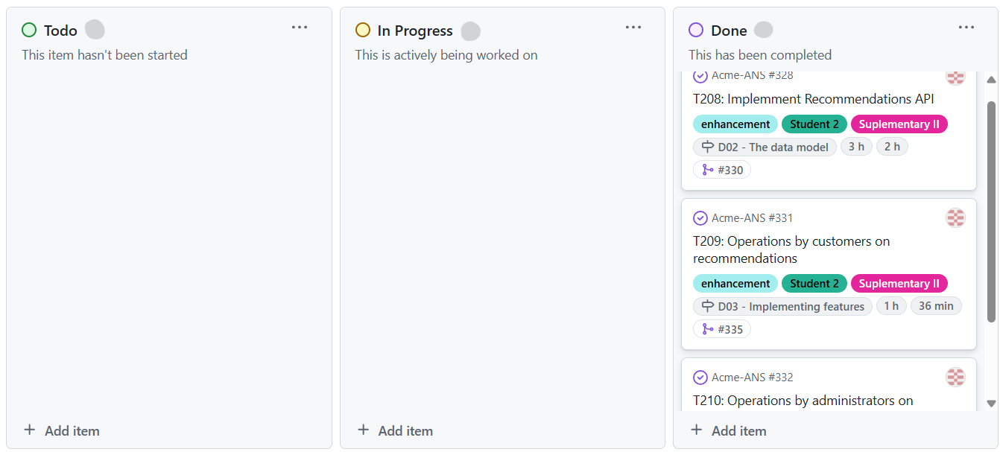 Todo
This item hasn't been started
+ Add item
In Progress
This is actively being worked on
+ Add item
Done
This has been completed
Acme-ANS #328
T208: Implemment Recommendations API
enhancement Student 2 Suplementary II
D02 - The data model 3 h 2 h
#330
Acme-ANS #331
T209: Operations by customers on
recommendations
enhancement Student 2 Suplementary II
D03 - Implementing features 1 h 36 min
#335
Acme-ANS #332
T210: Operations by administrators on
+ Add item